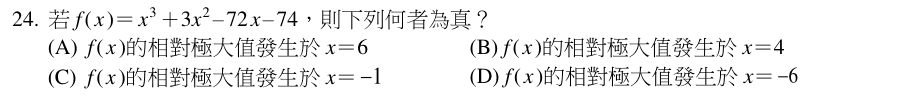 24. 若f(x)=x³+3x²–72x–74，則下列何者為真？
(A) f(x)的相對極大值發生於 x=6 (B) f(x)的相對極大值發生於 x=4
(C) f(x)的相對極大值發生於 x= –1 (D) f(x)的相對極大值發生於 x= –6